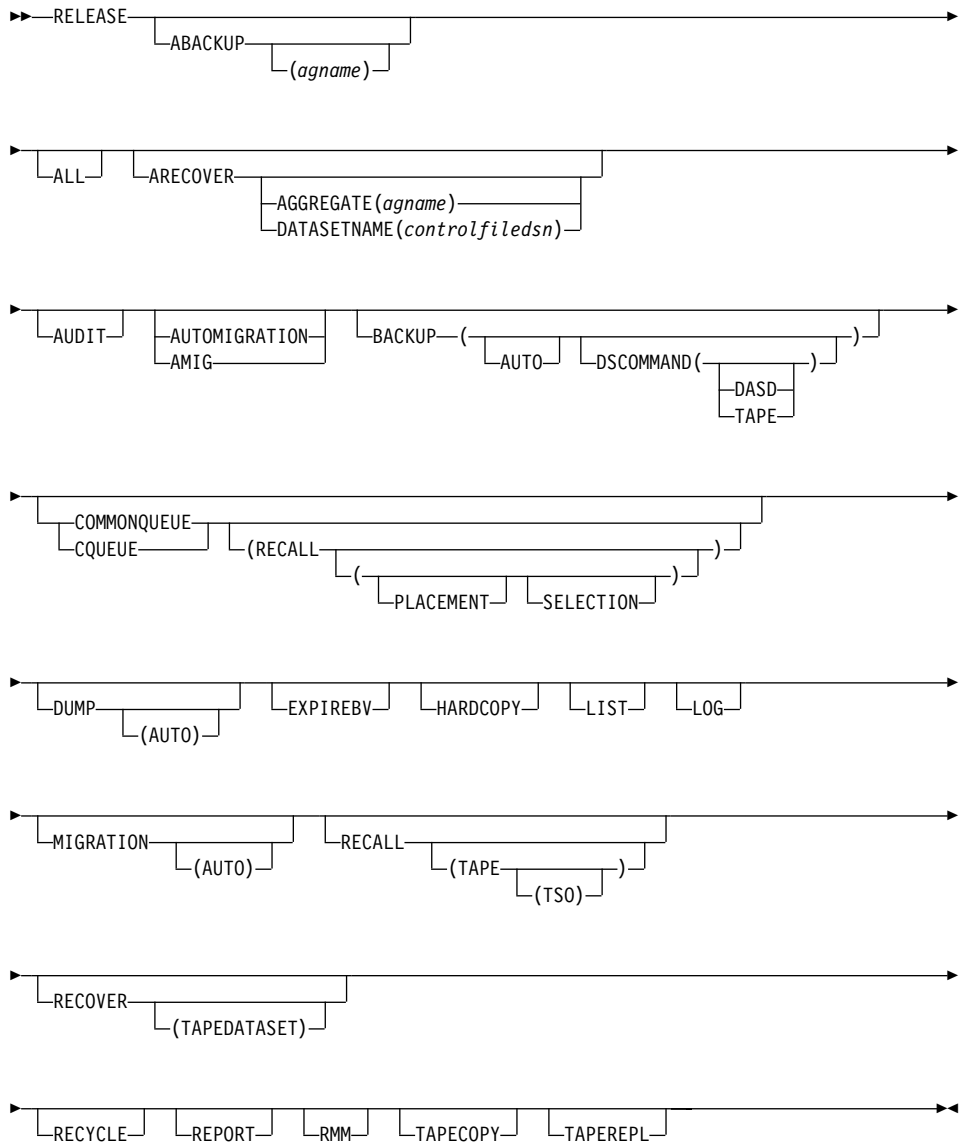 RELEASE
ABACKUP
(agname)
ALL ARECOVER
AGGREGATE(agname)
DATASETNAME(controlfiledsn)
AUDIT AUTOMIGRATION BACKUP ( )
AMIG AUTO DSCOMMAND( )
DASD
TAPE
COMMONQUEUE
CQUEUE (RECALL )
( )
PLACEMENT SELECTION
DUMP EXPIREBV HARDCOPY LIST LOG
(AUTO)
MIGRATION RECALL
(AUTO) (TAPE )
(TSO)
RECOVER
(TAPEDATASET)
RECYCLE REPORT RMM TAPECOPY TAPEREPL